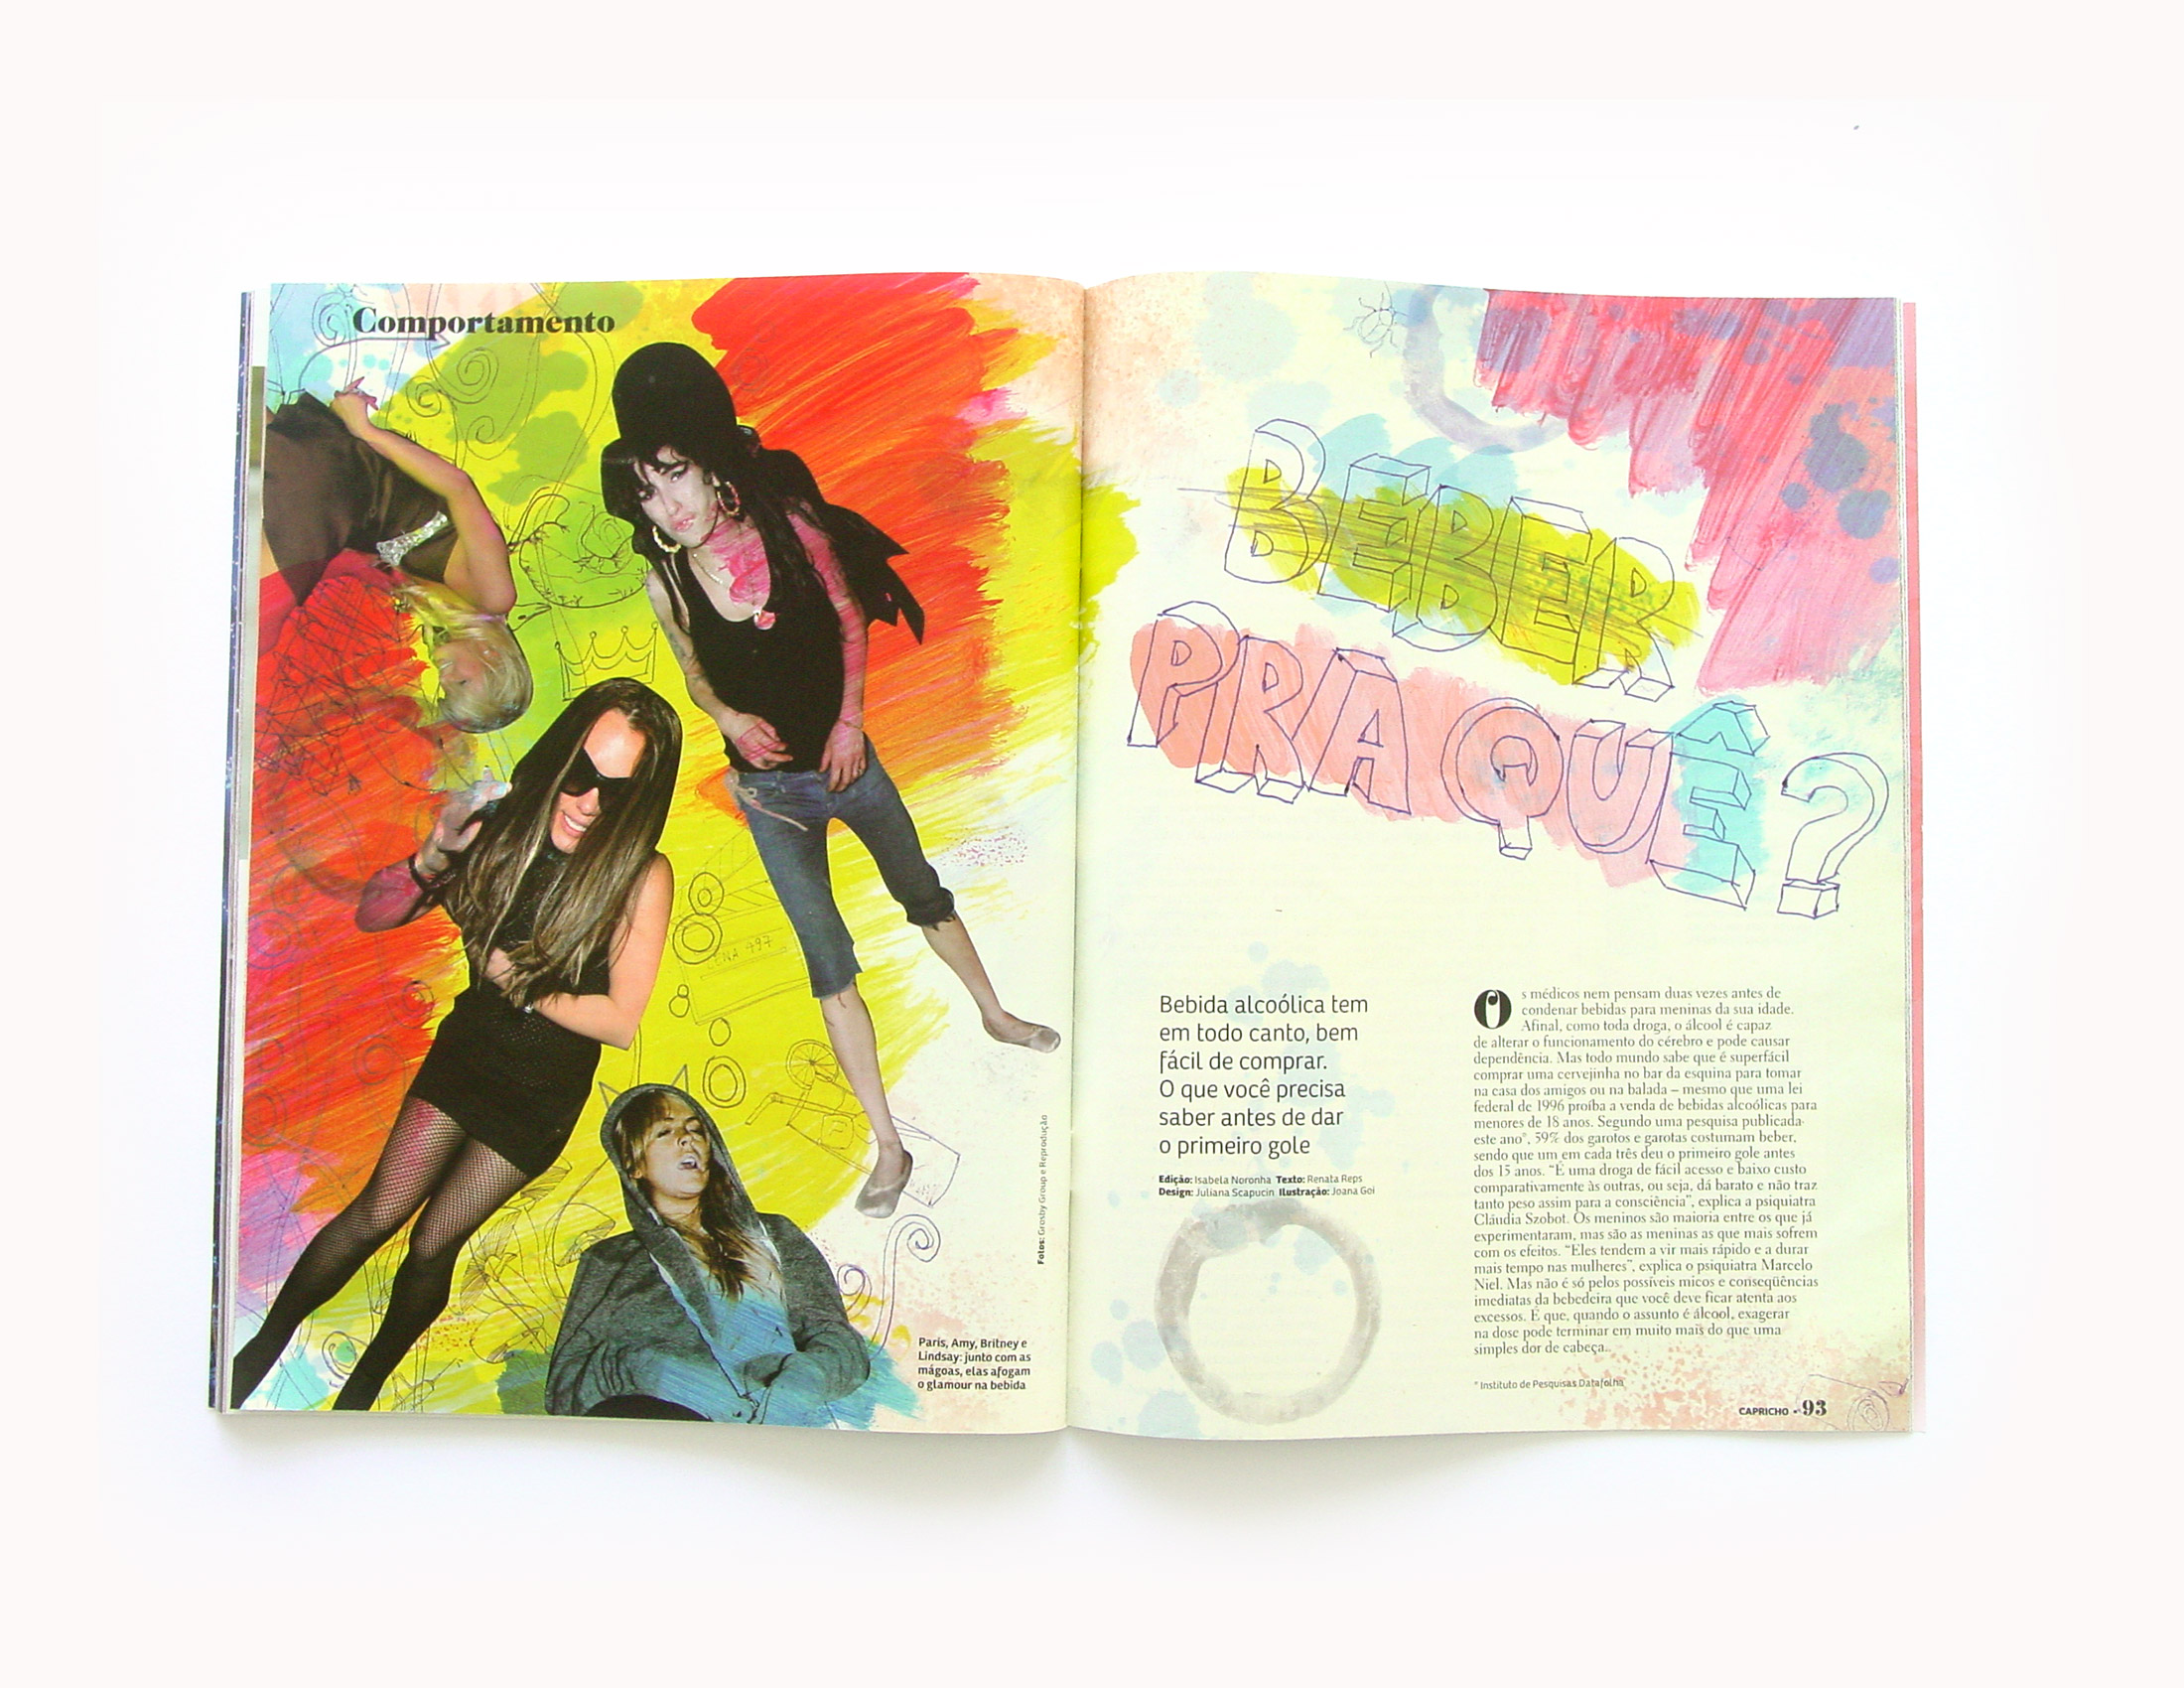 Comportamento
CENA 797
Fotos: Grosby Group e Reprodução
Paris, Amy, Britney e
Lindsay: junto com as
mágoas, elas afogam
o glamour na bebida
BEBER
PRA QUÊ?
Bebida alcoólica tem
em todo canto, bem
fácil de comprar.
O que você precisa
saber antes de dar
o primeiro gole
Edição: Isabela Noronha Texto: Renata Reps
Design: Juliana Scapucin Ilustração: Joana Goi
Os médicos nem pensam duas vezes antes de
condenar bebidas para meninas da sua idade.
Afinal, como toda droga, o álcool é capaz
de alterar o funcionamento do cérebro e pode causar
dependência. Mas todo mundo sabe que é superfácil
comprar uma cervejinha no bar da esquina para tomar
na casa dos amigos ou na balada – mesmo que uma lei
federal de 1996 proíba a venda de bebidas alcoólicas para
menores de 18 anos. Segundo uma pesquisa publicada
este ano*, 59% dos garotos e garotas costumam beber,
sendo que um em cada três deu o primeiro gole antes
dos 15 anos. "É uma droga de fácil acesso e baixo custo
comparativamente às outras, ou seja, dá barato e não traz
tanto peso assim para a consciência", explica a psiquiatra
Cláudia Szobot. Os meninos são maioria entre os que já
experimentaram, mas são as meninas as que mais sofrem
com os efeitos. "Eles tendem a vir mais rápido e a durar
mais tempo nas mulheres", explica o psiquiatra Marcelo
Niel. Mas não é só pelos possíveis micos e conseqüências
imediatas da bebedeira que você deve ficar atenta aos
excessos. É que, quando o assunto é álcool, exagerar
na dose pode terminar em muito mais do que uma
simples dor de cabeça.
* Instituto de Pesquisas Datafolha
CAPRICHO • 93